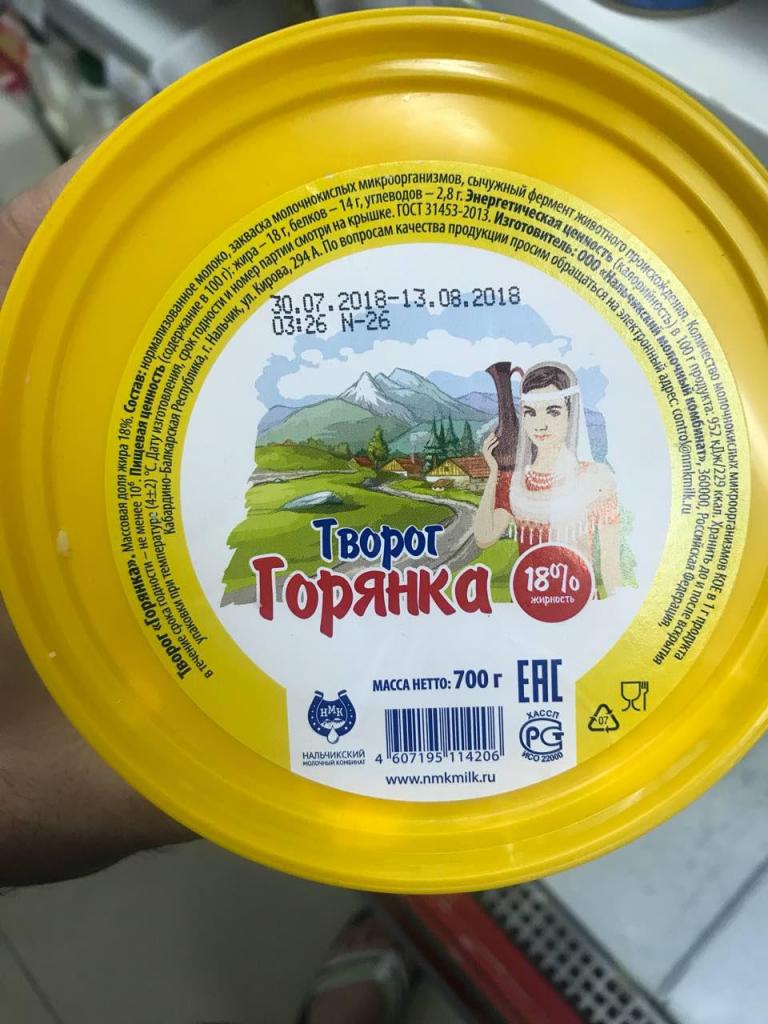 Творог «Горянка». Массовая доля жира 18%. Состав: нормализованное молоко, закваска молочнокислых микроорганизмов, сычужный фермент животного происхождения. Количество молочнокислых микроорганизмов КОЕ в 1 г продукта
в течение срока годности – не менее 10⁶. Пищевая ценность (содержание в 100 г): жира – 18 г, белков – 14 г, углеводов – 2,8 г. Энергетическая ценность (калорийность) в 100 г продукта: 952 кДж/229 ккал. Хранить до и после вскрытия
упаковки при температуре (4±2) °С. Дату изготовления, срок годности и номер партии смотри на крышке. ГОСТ 31453-2013. Изготовитель: ООО «Нальчикский молочный комбинат», 360000, Российская Федерация,
Кабардино-Балкарская Республика, г. Нальчик, ул. Кирова, 294 А. По вопросам качества продукции просим обращаться на электронный адрес: control@nmkmilk.ru
30.07.2018-13.08.2018
03:26 N-26
Творог
Горянка
18%
жирность
МАССА НЕТТО: 700 г
EAC
НМК
НАЛЬЧИКСКИЙ
МОЛОЧНЫЙ КОМБИНАТ
4 607195 114206
ХАССП
РСТ
ИСО 22000
07
www.nmkmilk.ru